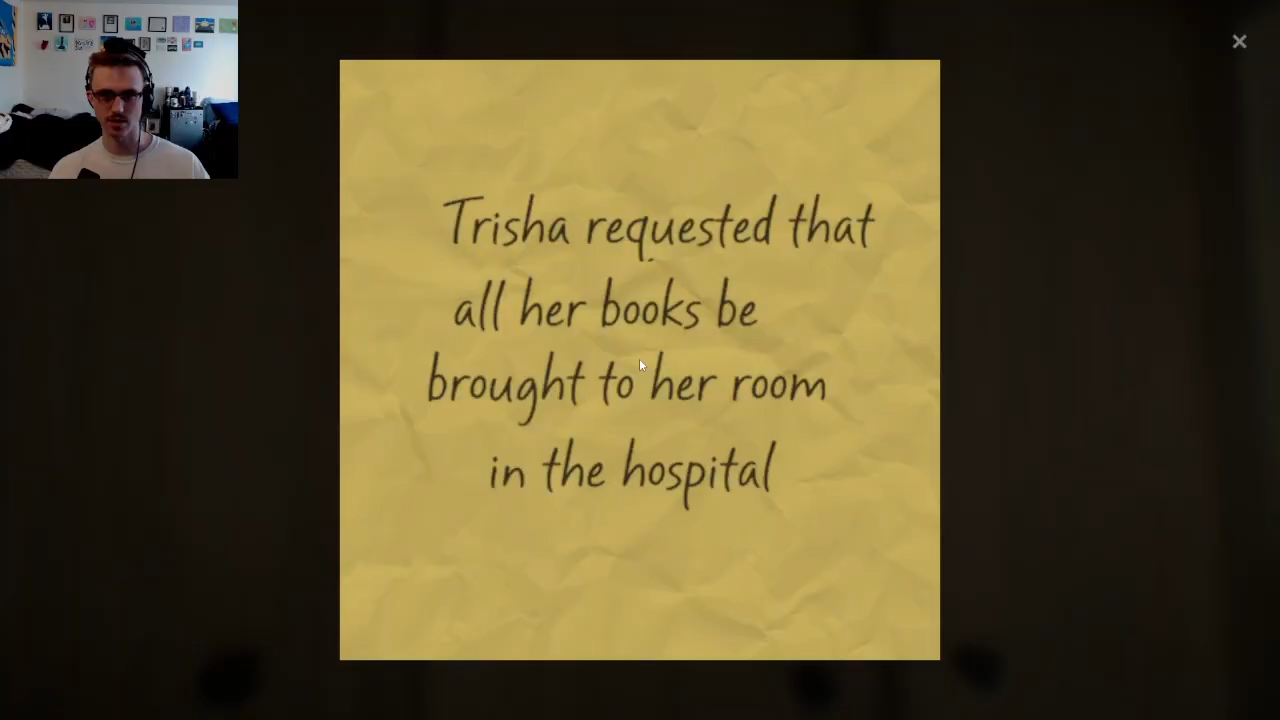 Trisha requested that
all her books be
brought to her room
in the hospital